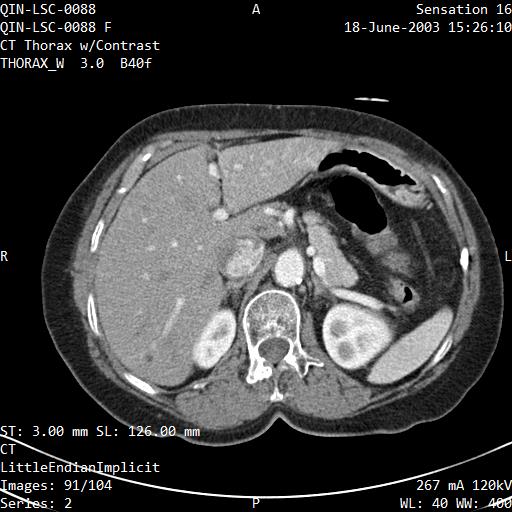 QIN-LSC-0088 A Sensation 16
QIN-LSC-0088 F 18-June-2003 15:26:10
CT Thorax w/Contrast
THORAX_W 3.0 B40f
R L
ST: 3.00 mm SL: 126.00 mm
CT
LittleEndianImplicit
Images: 91/104 267 mA 120kV
Series: 2 P WL: 40 WW: 400